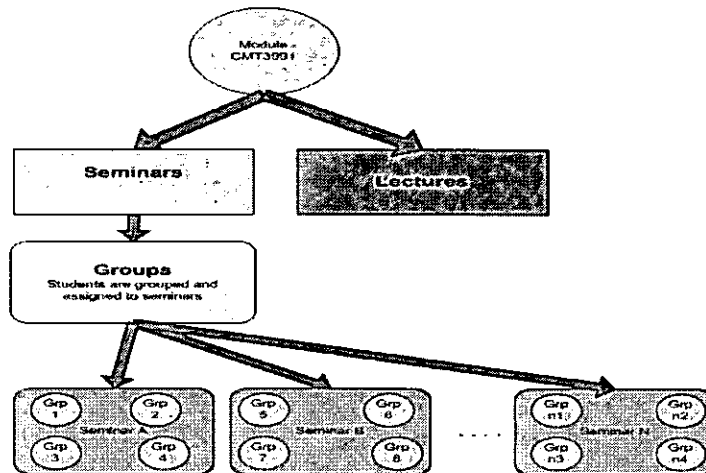 Module -
CMT3991
Seminars
Lectures
Groups
Students are grouped and
assigned to seminars
Grp
1
Grp
2
Seminar A
Grp
3
Grp
4
Grp
5
Grp
6
Seminar B
Grp
7
Grp
8
. . . .
Grp
n1
Grp
n2
Seminar N
Grp
n3
Grp
n4